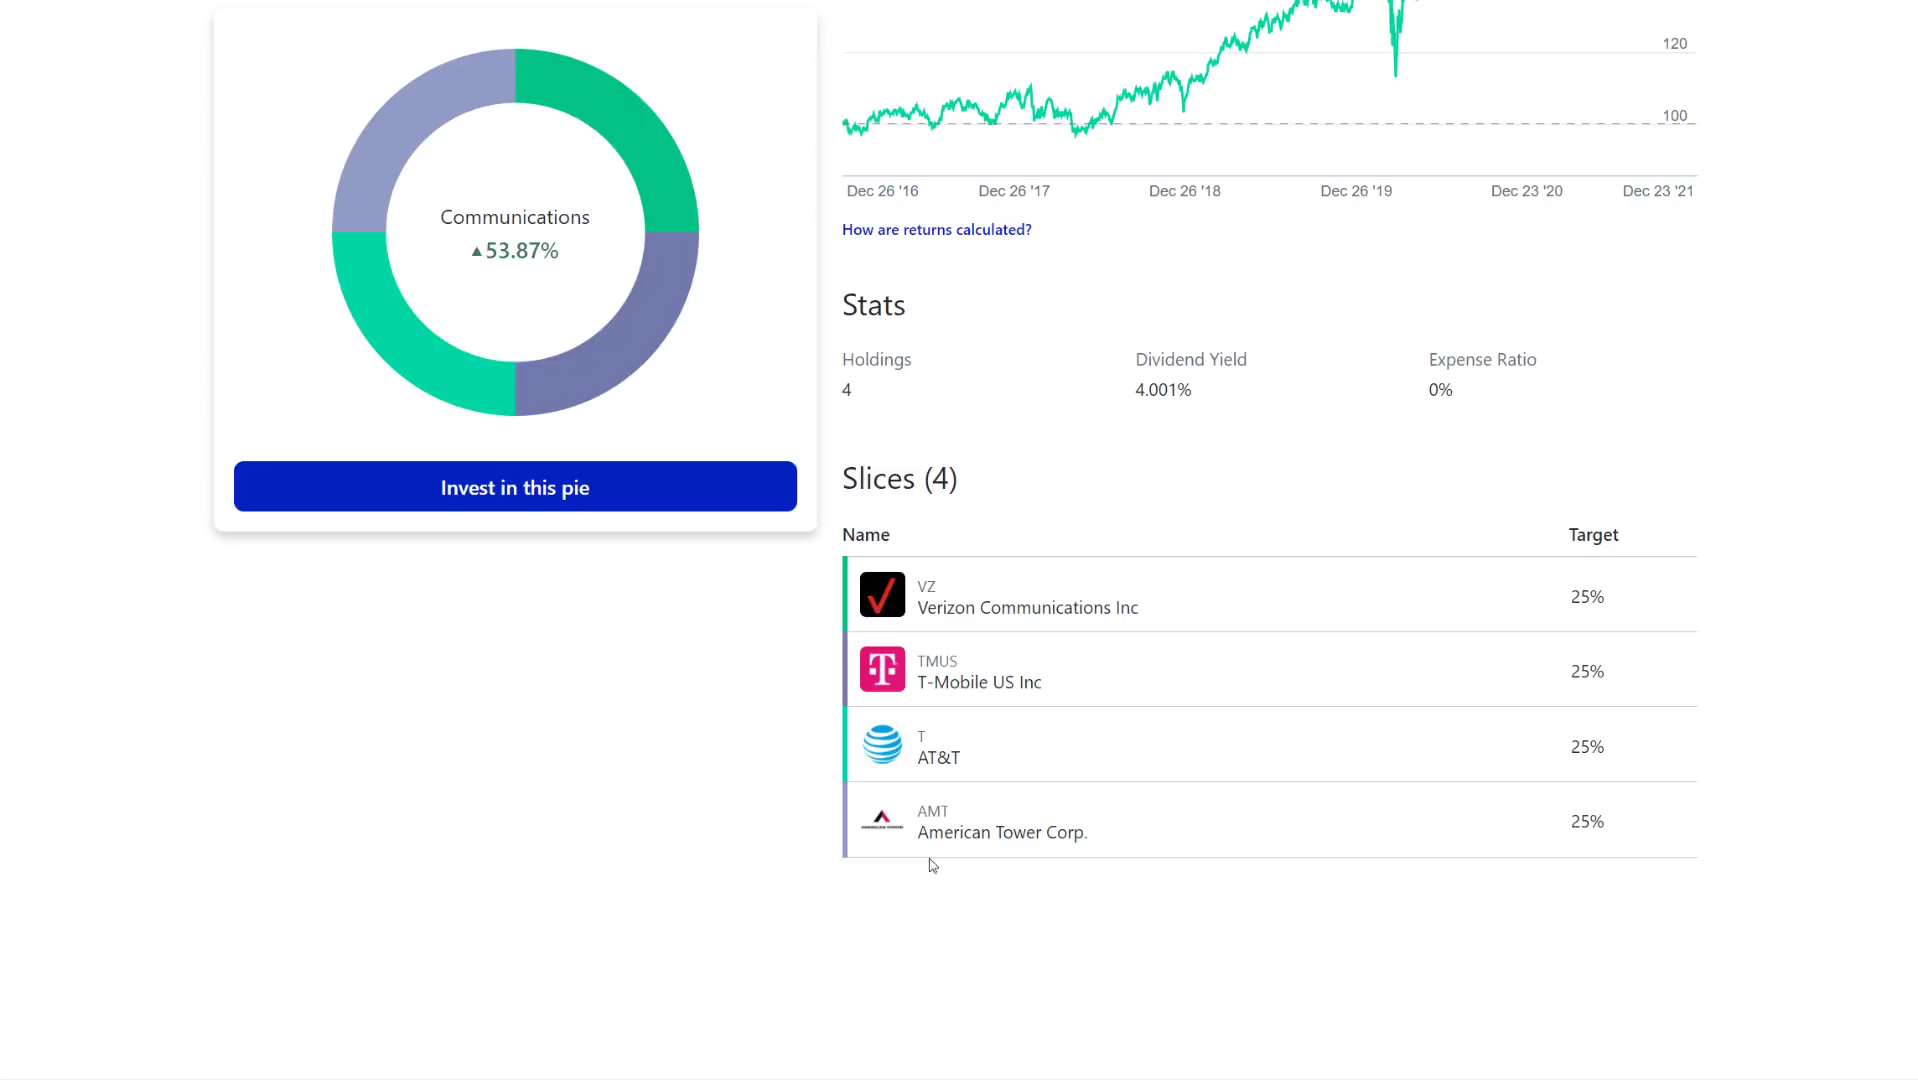 Communications
▲53.87%
Invest in this pie
120
100
Dec 26 '16
Dec 26 '17
Dec 26 '18
Dec 26 '19
Dec 23 '20
Dec 23 '21
How are returns calculated?
Stats
Holdings
Dividend Yield
Expense Ratio
4
4.001%
0%
Slices (4)
Name
Target
VZ
Verizon Communications Inc
25%
TMUS
T-Mobile US Inc
25%
T
AT&T
25%
AMT
American Tower Corp.
25%